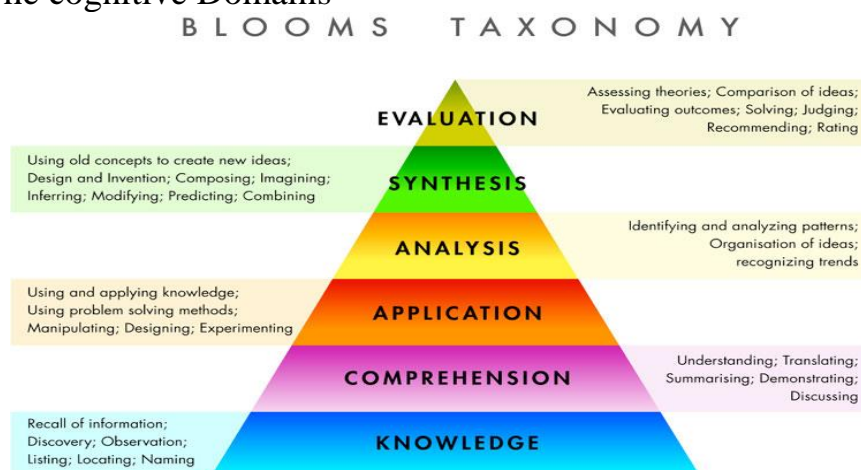 The cognitive Domains
BLOOMS TAXONOMY
EVALUATION
Assessing theories; Comparison of ideas;
Evaluating outcomes; Solving; Judging;
Recommending; Rating
Using old concepts to create new ideas;
Design and Invention; Composing; Imagining;
Inferring; Modifying; Predicting; Combining
SYNTHESIS
ANALYSIS
Identifying and analyzing patterns;
Organisation of ideas;
recognizing trends
Using and applying knowledge;
Using problem solving methods;
Manipulating; Designing; Experimenting
APPLICATION
COMPREHENSION
Understanding; Translating;
Summarising; Demonstrating;
Discussing
Recall of information;
Discovery; Observation;
Listing; Locating; Naming
KNOWLEDGE